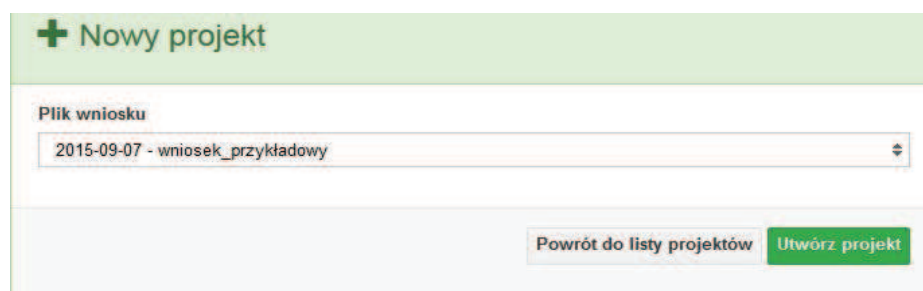 Nowy projekt
Plik wniosku
2015-09-07 - wniosek_przykładowy
Powrót do listy projektów Utwórz projekt